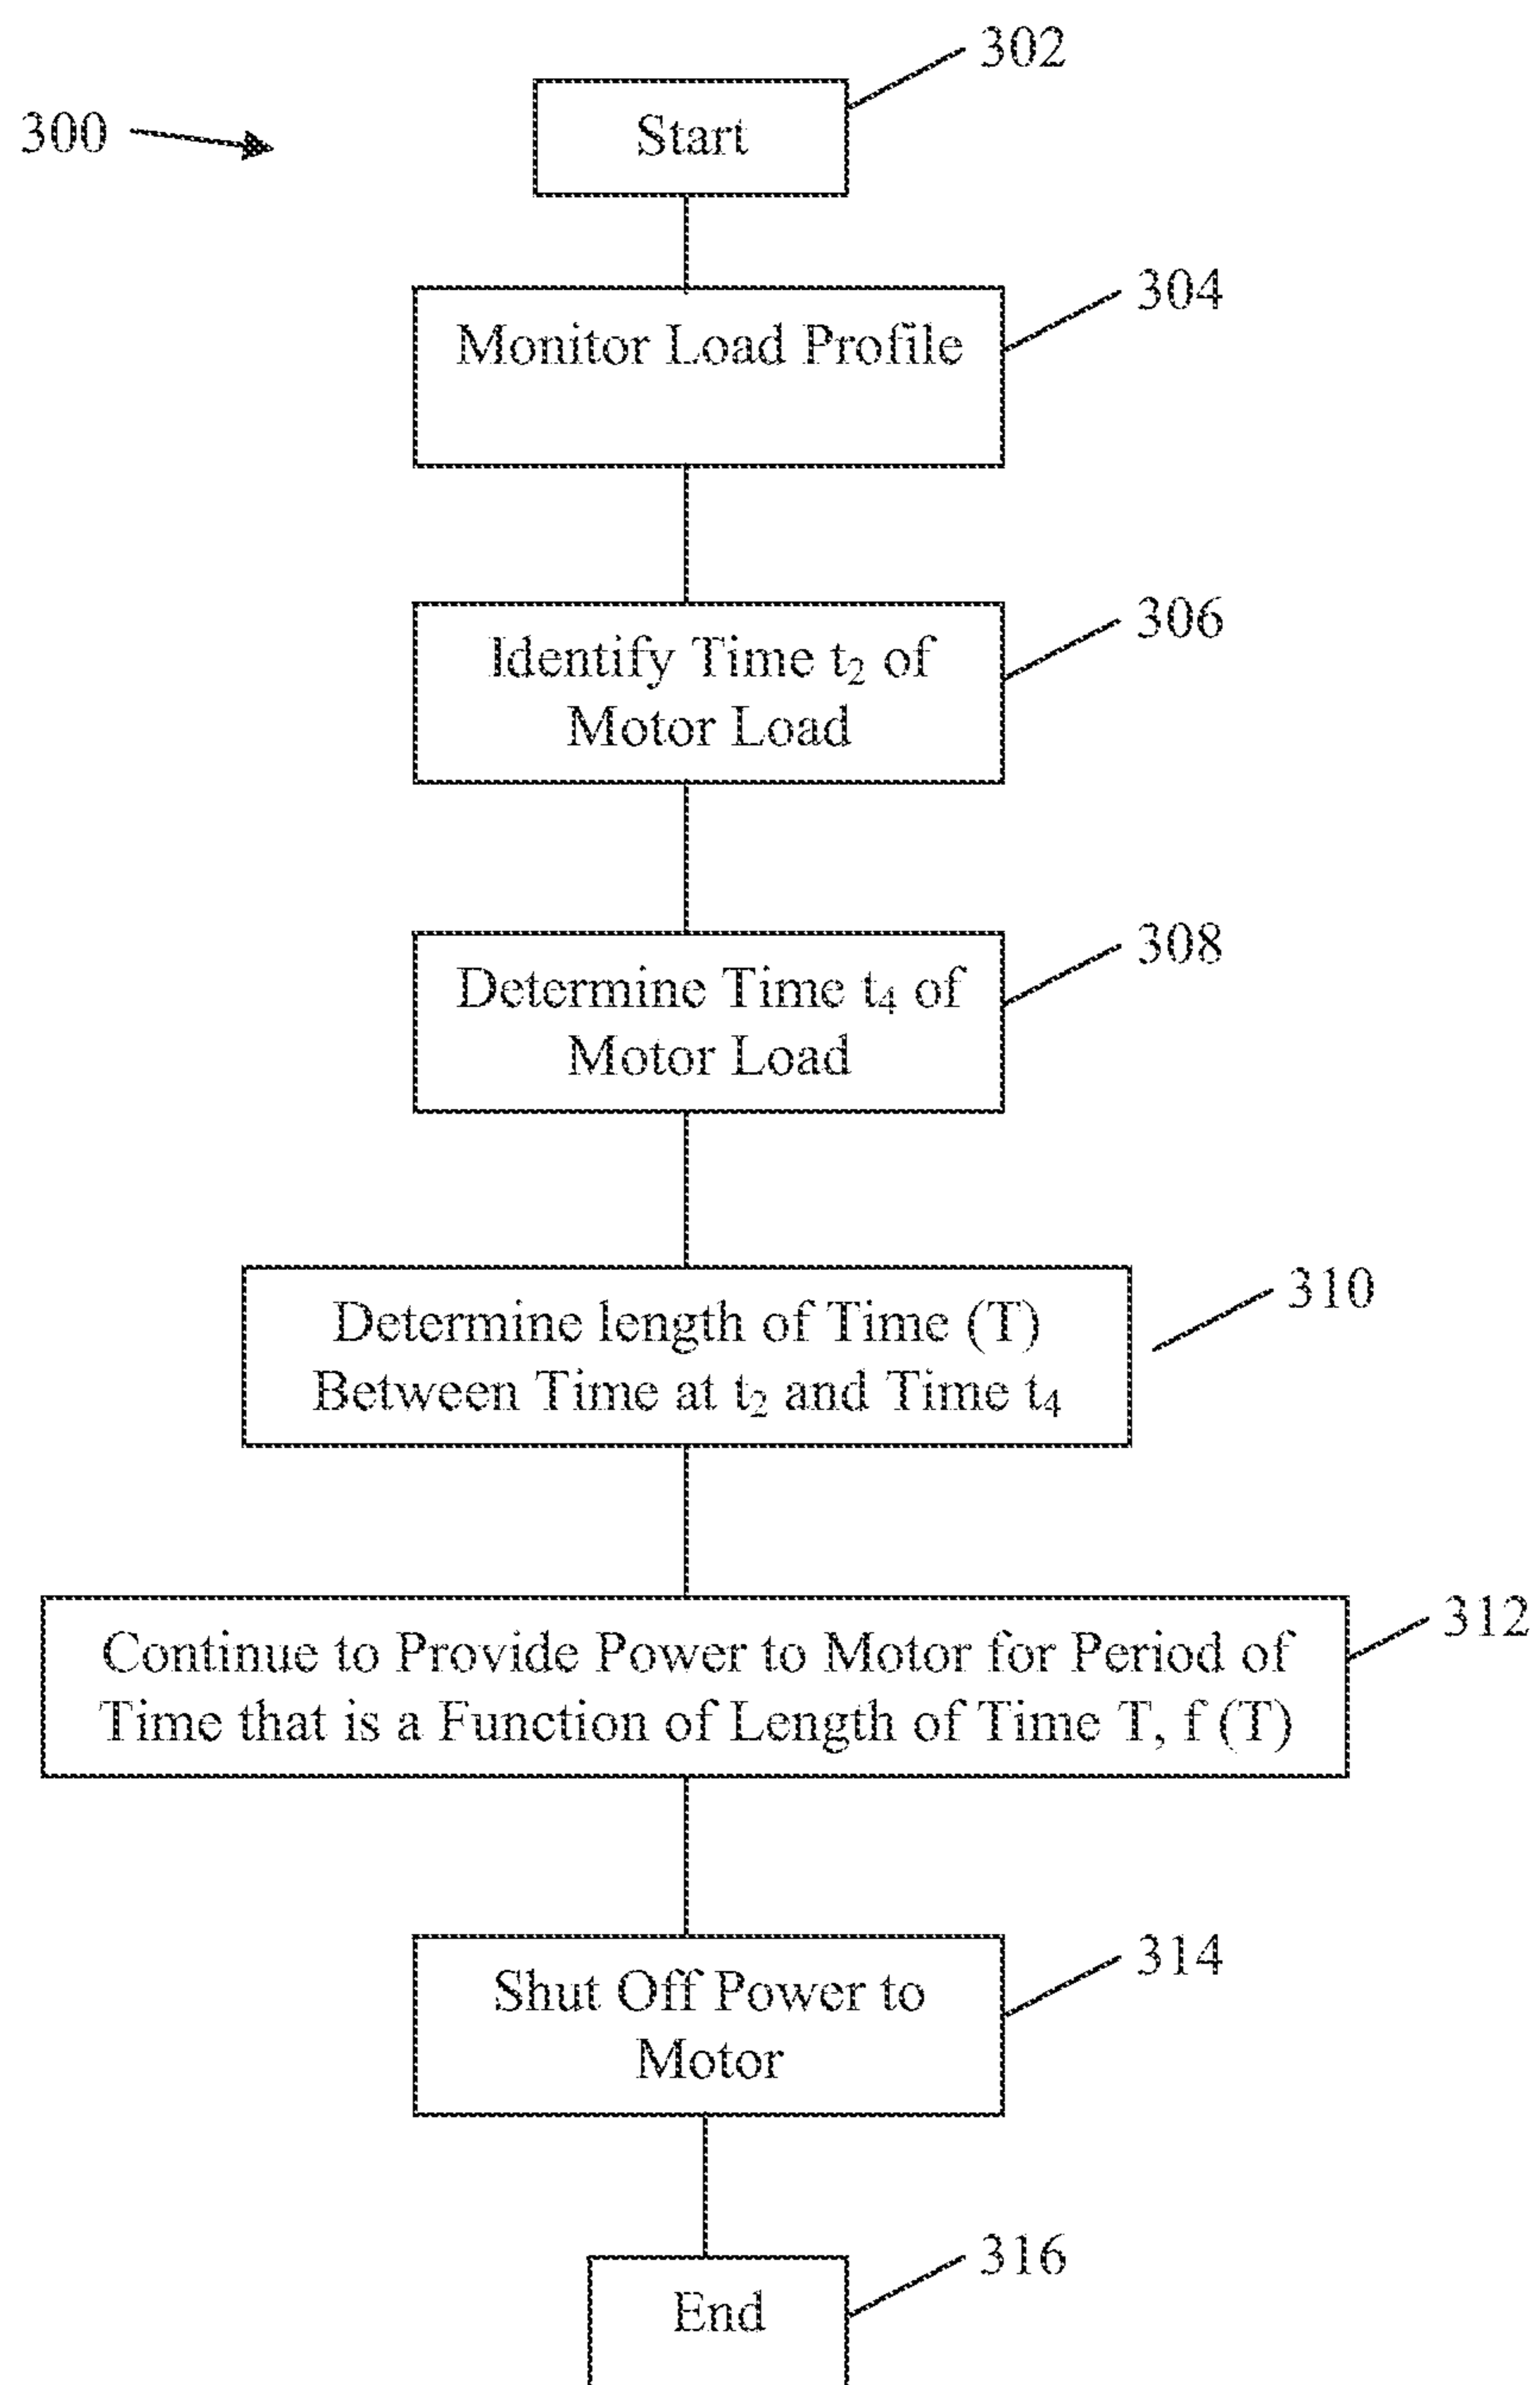 302
300
Start
304
Monitor Load Profile
306
Identify Time t₂ of
Motor Load
308
Determine Time t₄ of
Motor Load
310
Determine length of Time (T)
Between Time at t₂ and Time t₄
312
Continue to Provide Power to Motor for Period of
Time that is a Function of Length of Time T, f (T)
314
Shut Off Power to
Motor
316
End